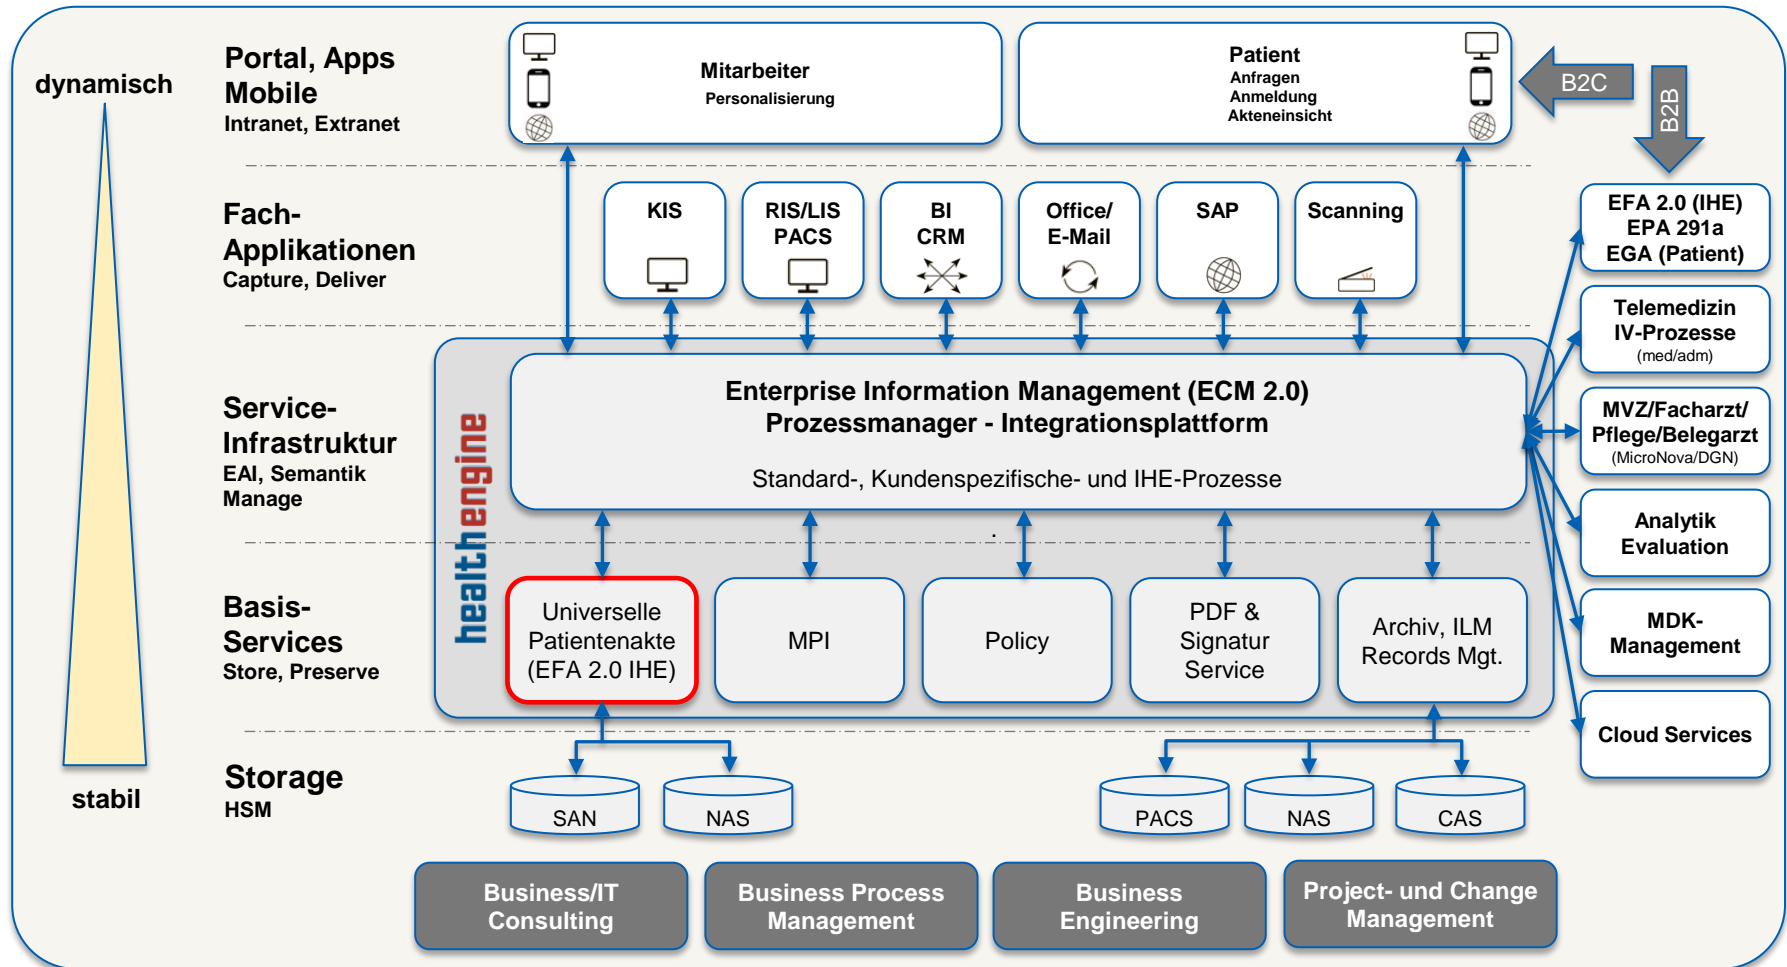 dynamisch
stabil
Portal, Apps
Mobile
Intranet, Extranet
Mitarbeiter
Personalisierung
Patient
Anfragen
Anmeldung
Akteneinsicht
B2C
B2B
Fach-
Applikationen
Capture, Deliver
KIS
RIS/LIS
PACS
BI
CRM
Office/
E-Mail
SAP
Scanning
EFA 2.0 (IHE)
EPA 291a
EGA (Patient)
Telemedizin
IV-Prozesse
(med/adm)
MVZ/Facharzt/
Pflege/Belegarzt
(MicroNova/DGN)
Analytik
Evaluation
MDK-
Management
Cloud Services
Service-
Infrastruktur
EAI, Semantik
Manage
healthengine
Enterprise Information Management (ECM 2.0)
Prozessmanager - Integrationsplattform
Standard-, Kundenspezifische- und IHE-Prozesse
.
Basis-
Services
Store, Preserve
Universelle
Patientenakte
(EFA 2.0 IHE)
MPI
Policy
PDF &
Signatur
Service
Archiv, ILM
Records Mgt.
Storage
HSM
SAN
NAS
PACS
NAS
CAS
Business/IT
Consulting
Business Process
Management
Business
Engineering
Project- und Change
Management